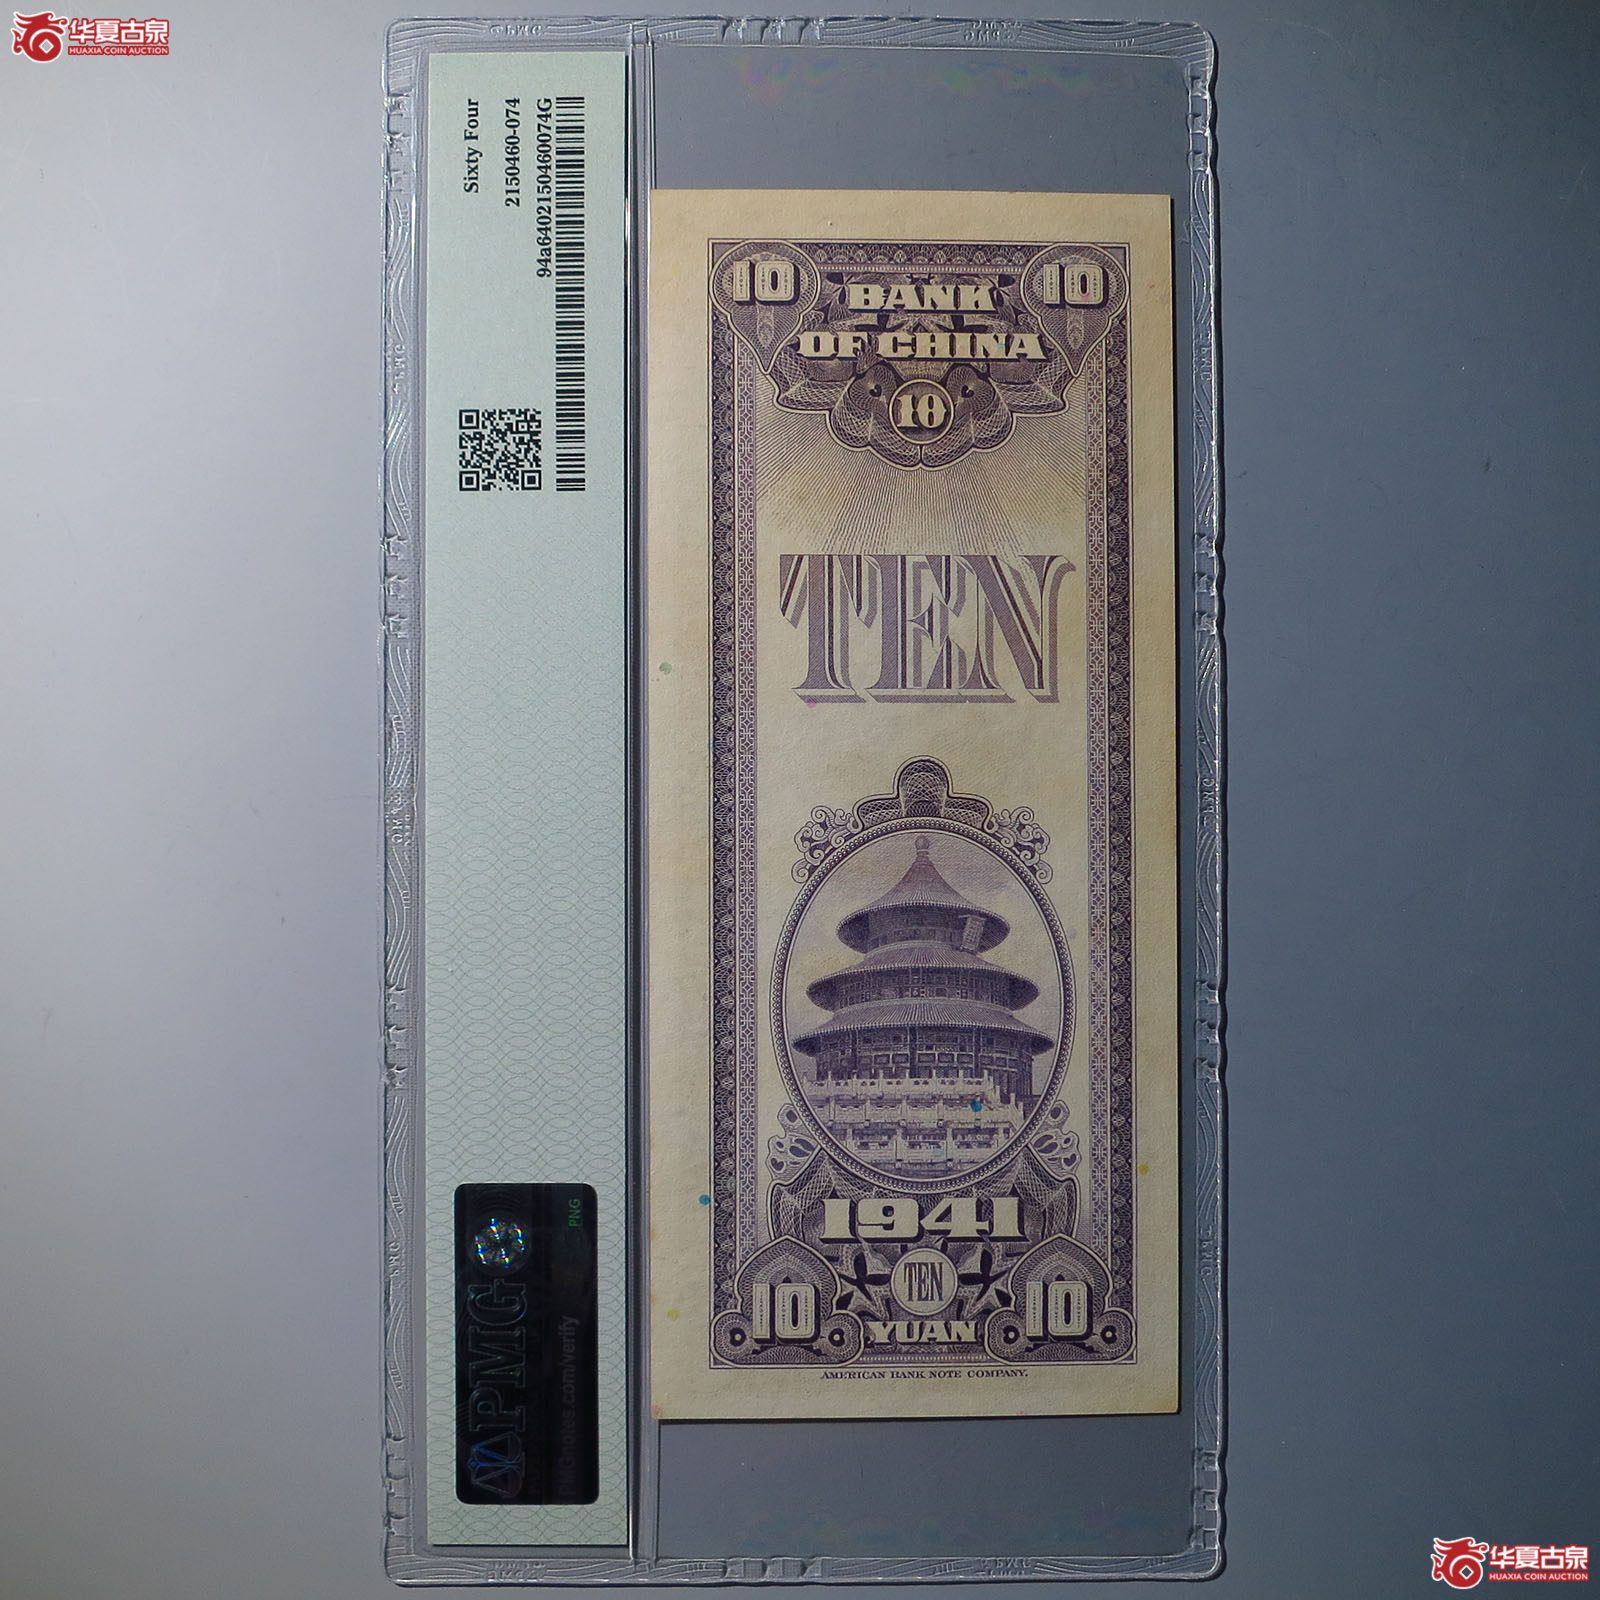 华夏古泉
HUAXIA COIN AUCTION
Sixty Four
2150460-074
94a6402150460074G
PNG
PMG
PMGnotes.com/verify
10
10
BANK
OF CHINA
10
TEN
1941
TEN
10
10
YUAN
AMERICAN BANK NOTE COMPANY.
华夏古泉
HUAXIA COIN AUCTION